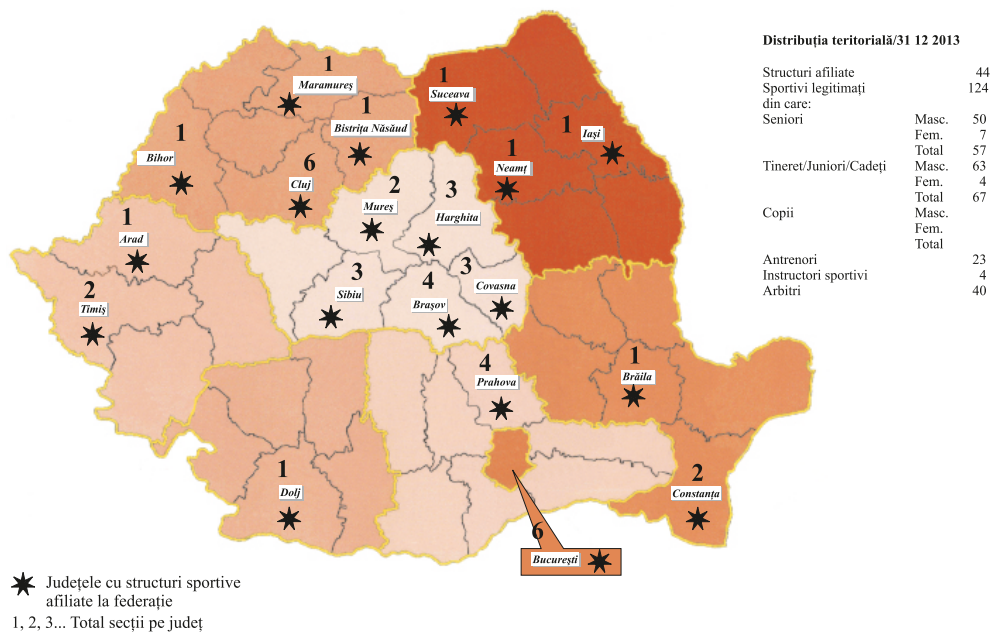 Distribuția teritorială/31 12 2013
Structuri afiliate 44
Sportivi legitimați 124
din care:
Seniori Masc. 50
Fem. 7
Total 57
Tineret/Juniori/Cadeți Masc. 63
Fem. 4
Total 67
Copii Masc.
Fem.
Total
Antrenori 23
Instructori sportivi 4
Arbitri 40
1
Maramureș
1
Suceava
1
Bistrița Năsăud
1
Iași
1
Bihor
6
Cluj
1
Neamț
2
Mureș
3
Harghita
1
Arad
3
Sibiu
4
Brașov
3
Covasna
2
Timiș
4
Prahova
1
Brăila
1
Dolj
2
Constanța
6
București
Județele cu structuri sportive
afiliate la federație
1, 2, 3... Total secții pe județ